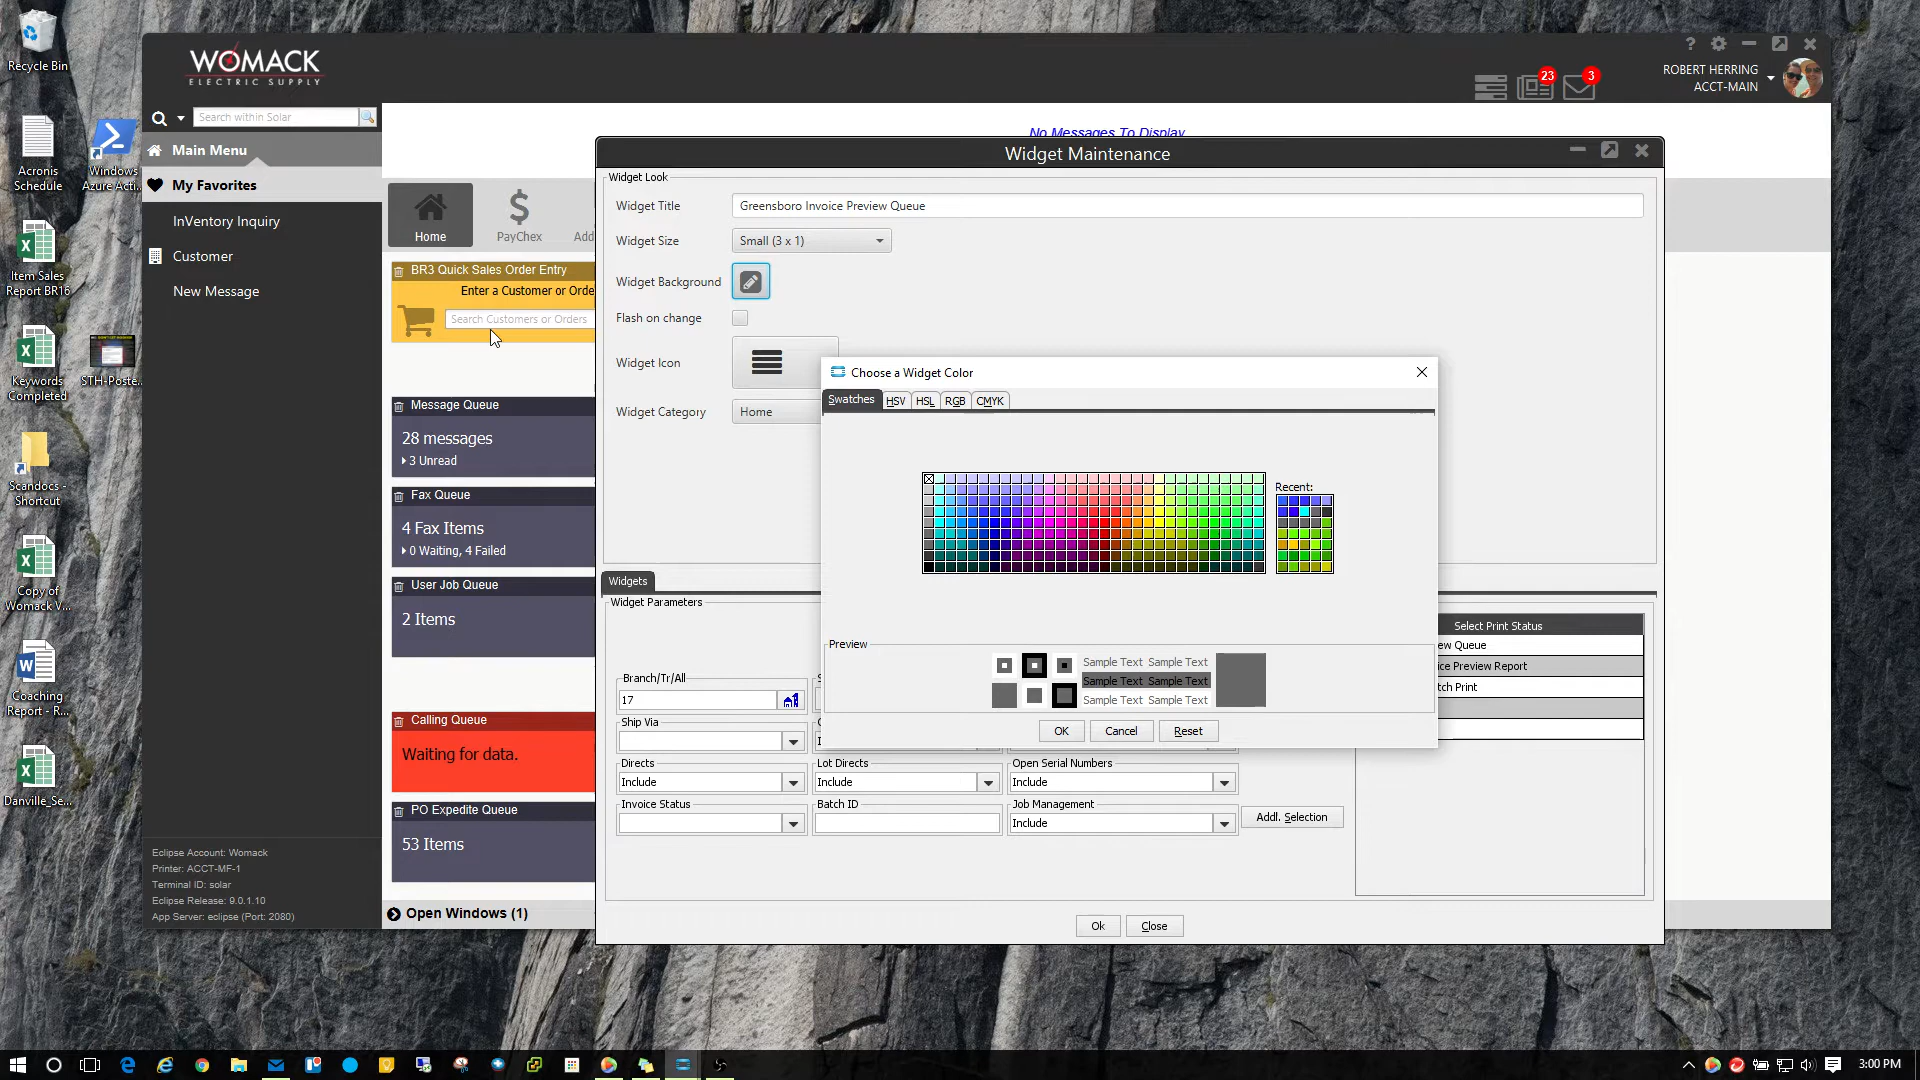 Recycle Bin
Acronis
Schedule
Windows
Azure Acti...
Item Sales
Report BR16
Keywords
Completed
STH-Poste...
Scandocs -
Shortcut
Copy of
Womack V...
Coaching
Report - R...
Danville_Se...
WOMACK
ELECTRIC SUPPLY
?
23
3
ROBERT HERRING
ACCT-MAIN
Search within Solar
Main Menu
My Favorites
InVentory Inquiry
Customer
New Message
Eclipse Account: Womack
Printer: ACCT-MF-1
Terminal ID: solar
Eclipse Release: 9.0.1.10
App Server: eclipse (Port: 2080)
No Messages To Display
Home
PayChex
Add
BR3 Quick Sales Order Entry
Enter a Customer or Orde
Search Customers or Orders
Message Queue
28 messages
3 Unread
Fax Queue
4 Fax Items
0 Waiting, 4 Failed
User Job Queue
2 Items
Calling Queue
Waiting for data.
PO Expedite Queue
53 Items
Open Windows (1)
Widget Maintenance
Widget Look
Widget Title
Greensboro Invoice Preview Queue
Widget Size
Small (3 x 1)
Widget Background
Flash on change
Widget Icon
Widget Category
Home
Widgets
Widget Parameters
Branch/Tr/All
17
Ship Via
Directs
Include
Lot Directs
Include
Open Serial Numbers
Include
Invoice Status
Batch ID
Job Management
Include
Addl. Selection
Select Print Status
ew Queue
ice Preview Report
tch Print
Ok
Close
Choose a Widget Color
Swatches
HSV
HSL
RGB
CMYK
Recent:
Preview
Sample Text Sample Text
Sample Text Sample Text
Sample Text Sample Text
OK
Cancel
Reset
3:00 PM